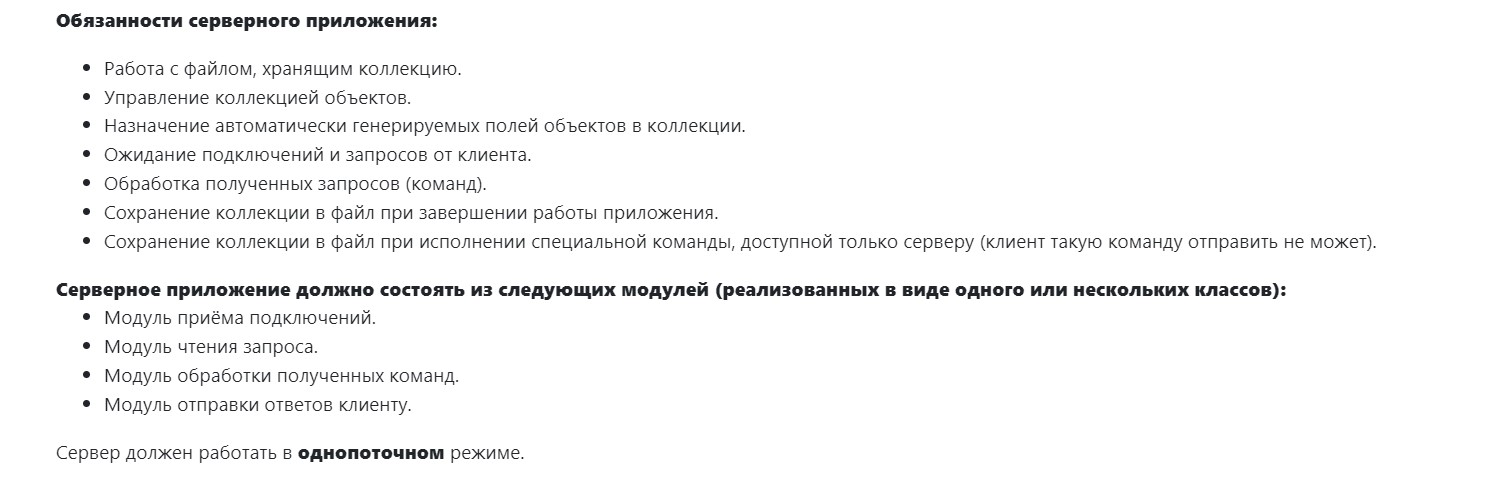 Обязанности серверного приложения:
Работа с файлом, хранящим коллекцию.
Управление коллекцией объектов.
Назначение автоматически генерируемых полей объектов в коллекции.
Ожидание подключений и запросов от клиента.
Обработка полученных запросов (команд).
Сохранение коллекции в файл при завершении работы приложения.
Сохранение коллекции в файл при исполнении специальной команды, доступной только серверу (клиент такую команду отправить не может).
Серверное приложение должно состоять из следующих модулей (реализованных в виде одного или нескольких классов):
Модуль приёма подключений.
Модуль чтения запроса.
Модуль обработки полученных команд.
Модуль отправки ответов клиенту.
Сервер должен работать в однопоточном режиме.